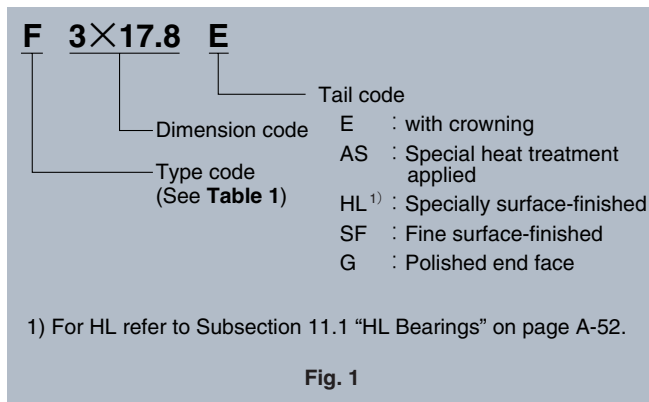 F 3×17.8 E
Tail code
Dimension code
E : with crowning
AS : Special heat treatment
applied
Type code
(See Table 1)
HL 1) : Specially surface-finished
SF : Fine surface-finished
G : Polished end face
1) For HL refer to Subsection 11.1 “HL Bearings” on page A-52.
Fig. 1